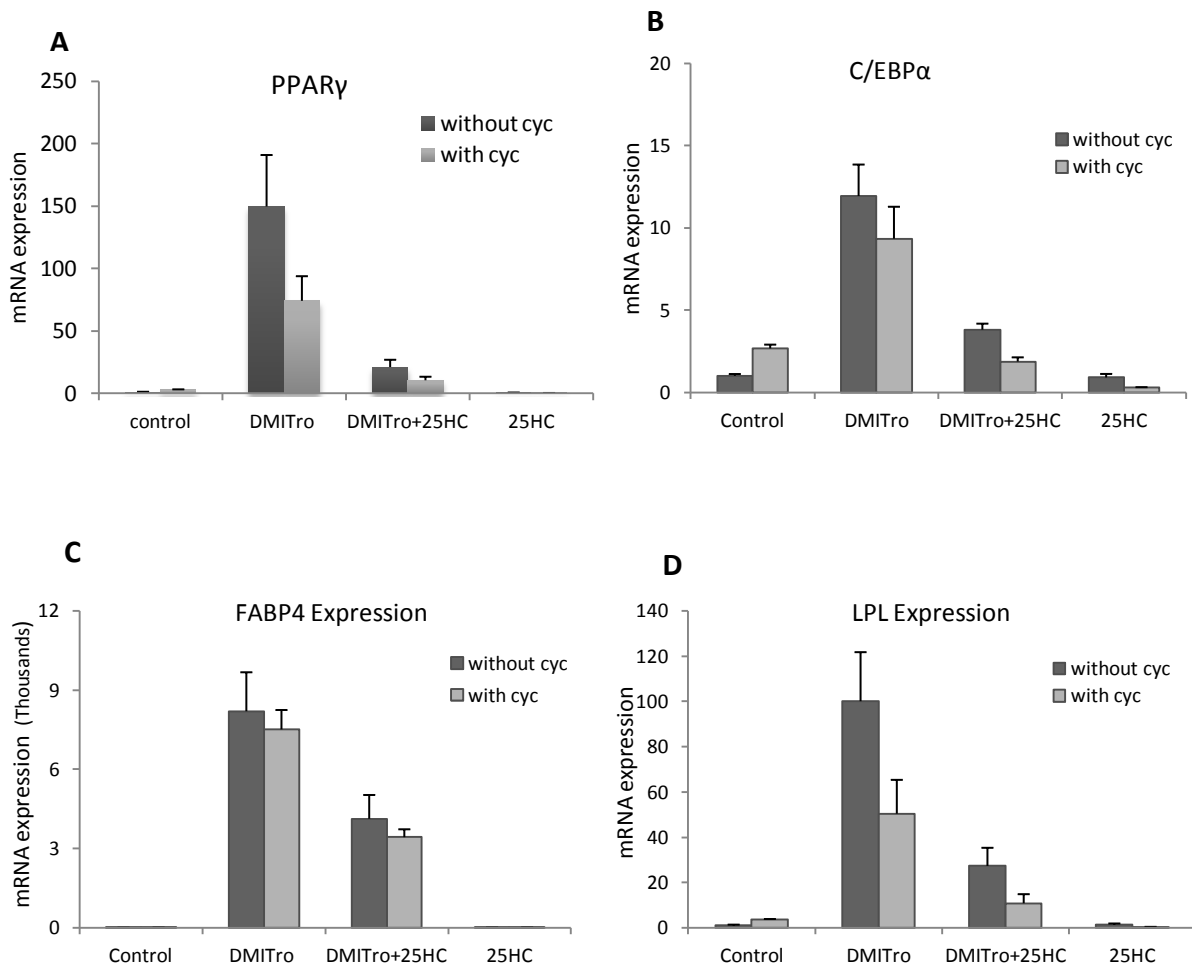 A
PPARγ
250
200
150
100
50
0
mRNA expression
without cyc
with cyc
control
DMITro
DMITro+25HC
25HC
B
C/EBPα
20
15
10
5
0
mRNA expression
without cyc
with cyc
Control
DMITro
DMITro+25HC
25HC
C
FABP4 Expression
12
9
6
3
0
mRNA expression (Thousands)
without cyc
with cyc
Control
DMITro
DMITro+25HC
25HC
D
LPL Expression
140
120
100
80
60
40
20
0
mRNA expression
without cyc
with cyc
Control
DMITro
DMITro+25HC
25HC